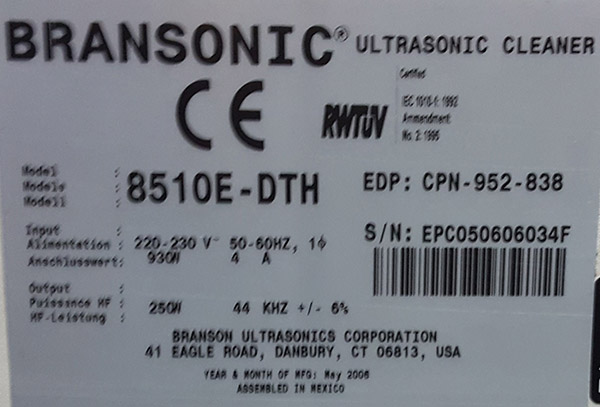 BRANSONIC® ULTRASONIC CLEANER
CE
RWTÜV
Certified
IEC 1010-1: 1992
Ammendment
No. 2: 1995
Model :
Modele :
Modell :
8510E-DTH
EDP: CPN-952-838
Input :
Alimentation :
Anschlusswert:
220-230 V~ 50-60HZ, 1ϕ
930W 4 A
S/N: EPC050606034F
Output :
Puissance HF :
HF-Leistung :
250W 44 KHZ +/- 6%
BRANSON ULTRASONICS CORPORATION
41 EAGLE ROAD, DANBURY, CT 06813, USA
YEAR & MONTH OF MFG: May 2006
ASSEMBLED IN MEXICO